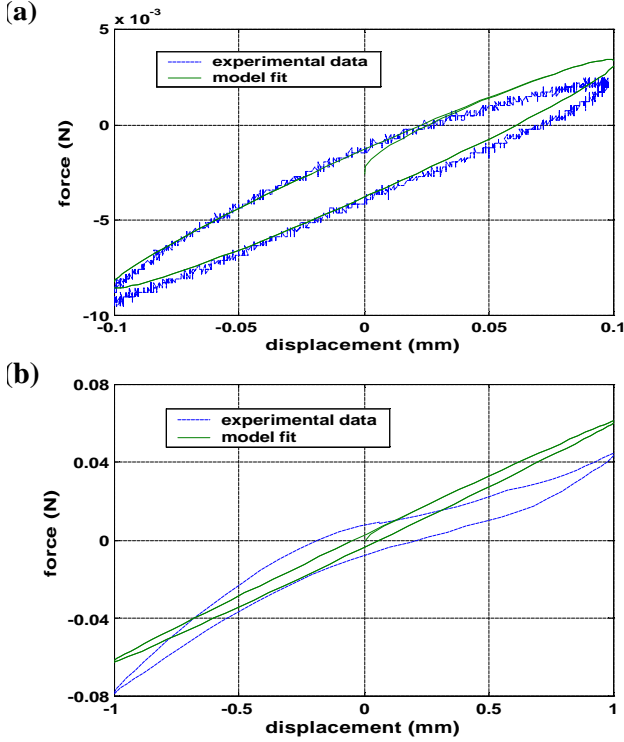 (a)
x 10⁻³
5
experimental data
model fit
0
force (N)
-5
-10
-0.1 -0.05 0 0.05 0.1
displacement (mm)
(b)
0.08
experimental data
model fit
0.04
force (N)
0
-0.04
-0.08
-1 -0.5 0 0.5 1
displacement (mm)